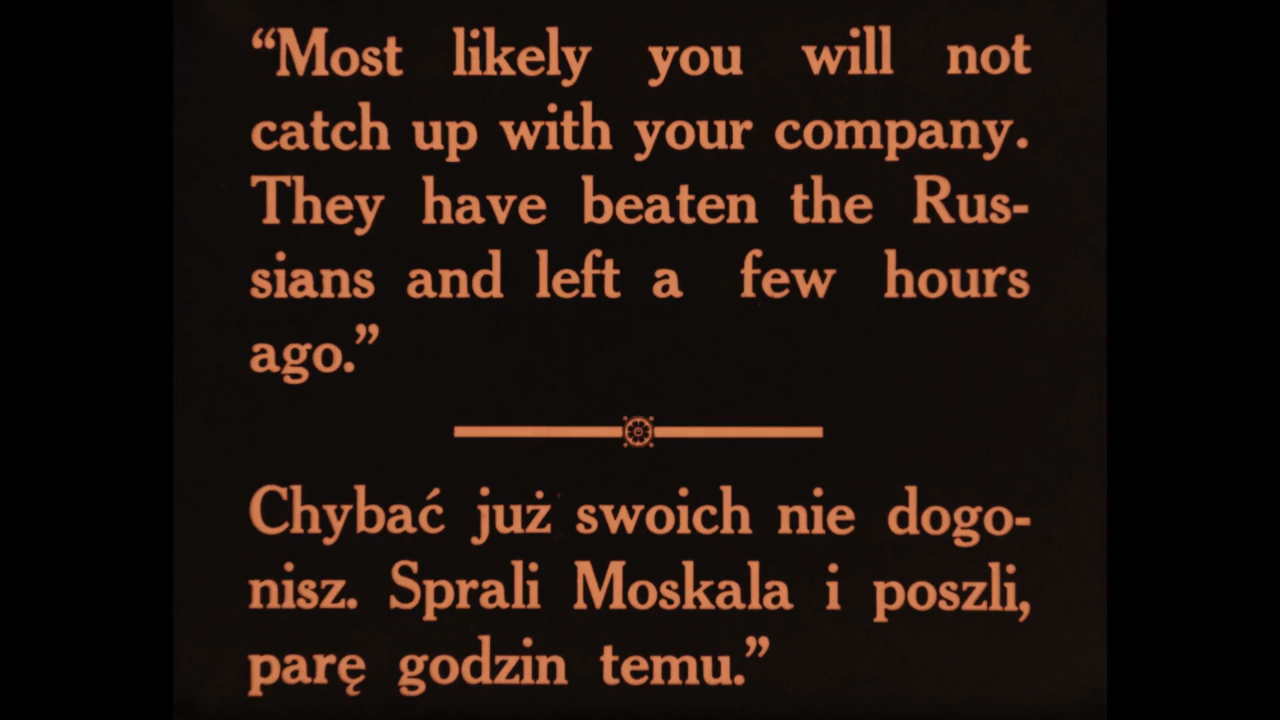 “Most likely you will not
catch up with your company.
They have beaten the Rus-
sians and left a few hours
ago.”
Chybać już swoich nie dogo-
nisz. Sprali Moskala i poszli,
parę godzin temu.”